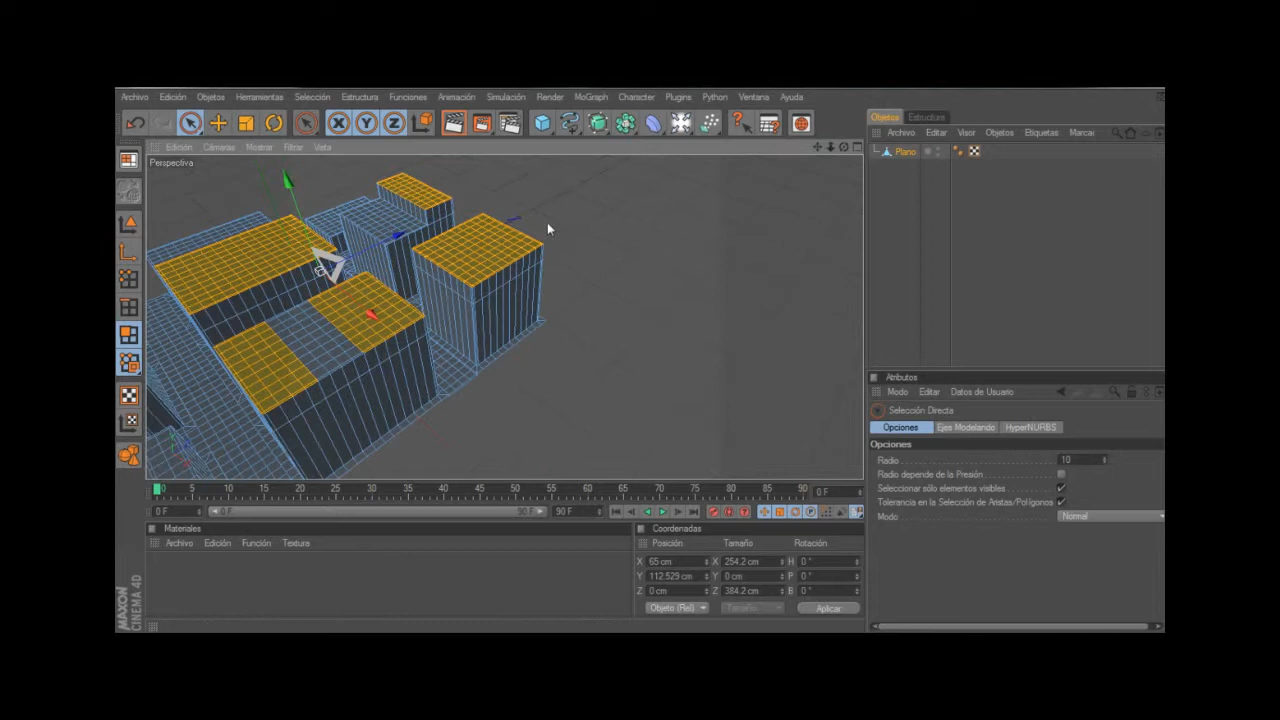 Archivo Edición Objetos Herramientas Selección Estructura Funciones Animación Simulación Render MoGraph Character Plugins Python Ventana Ayuda
Objetos Estructura
Archivo Editar Visor Objetos Etiquetas Marcar
Edición Cámaras Mostrar Filtrar Vista
Perspectiva
Plano
Atributos
Modo Editar Datos de Usuario
Selección Directa
Opciones Ejes Modelando HyperNURBS
Opciones
Radio 10
Radio depende de la Presión
Seleccionar sólo elementos visibles
Tolerancia en la Selección de Aristas/Polígonos
Modo Normal
0 5 10 15 20 25 30 35 40 45 50 55 60 65 70 75 80 85 90 0 F
0 F 0 F 90 F 90 F
Materiales
Archivo Edición Función Textura
Coordenadas
Posición Tamaño Rotación
X 65 cm X 254.2 cm H 0 °
Y 112.529 cm Y 0 cm P 0 °
Z 0 cm Z 384.2 cm B 0 °
Objeto (Rel) Tamaño Aplicar
MAXON
CINEMA 4D